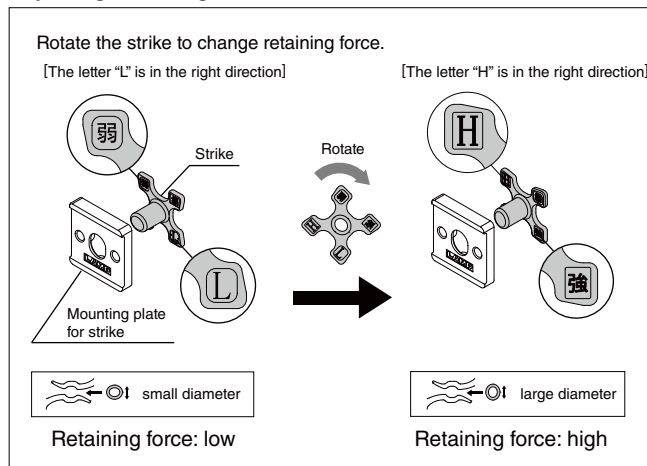 Rotate the strike to change retaining force.
[The letter “L” is in the right direction]
[The letter “H” is in the right direction]
弱
H
Strike
Rotate
L
強
Mounting plate
for strike
LAMP
small diameter
large diameter
Retaining force: low
Retaining force: high